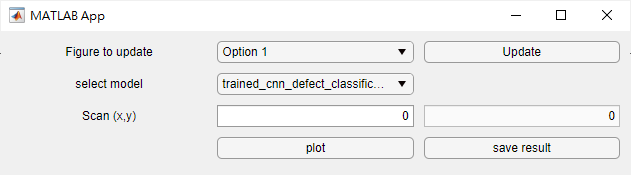 MATLAB App
Figure to update Option 1 Update
select model trained_cnn_defect_classific...
Scan (x,y) 0 0
plot save result